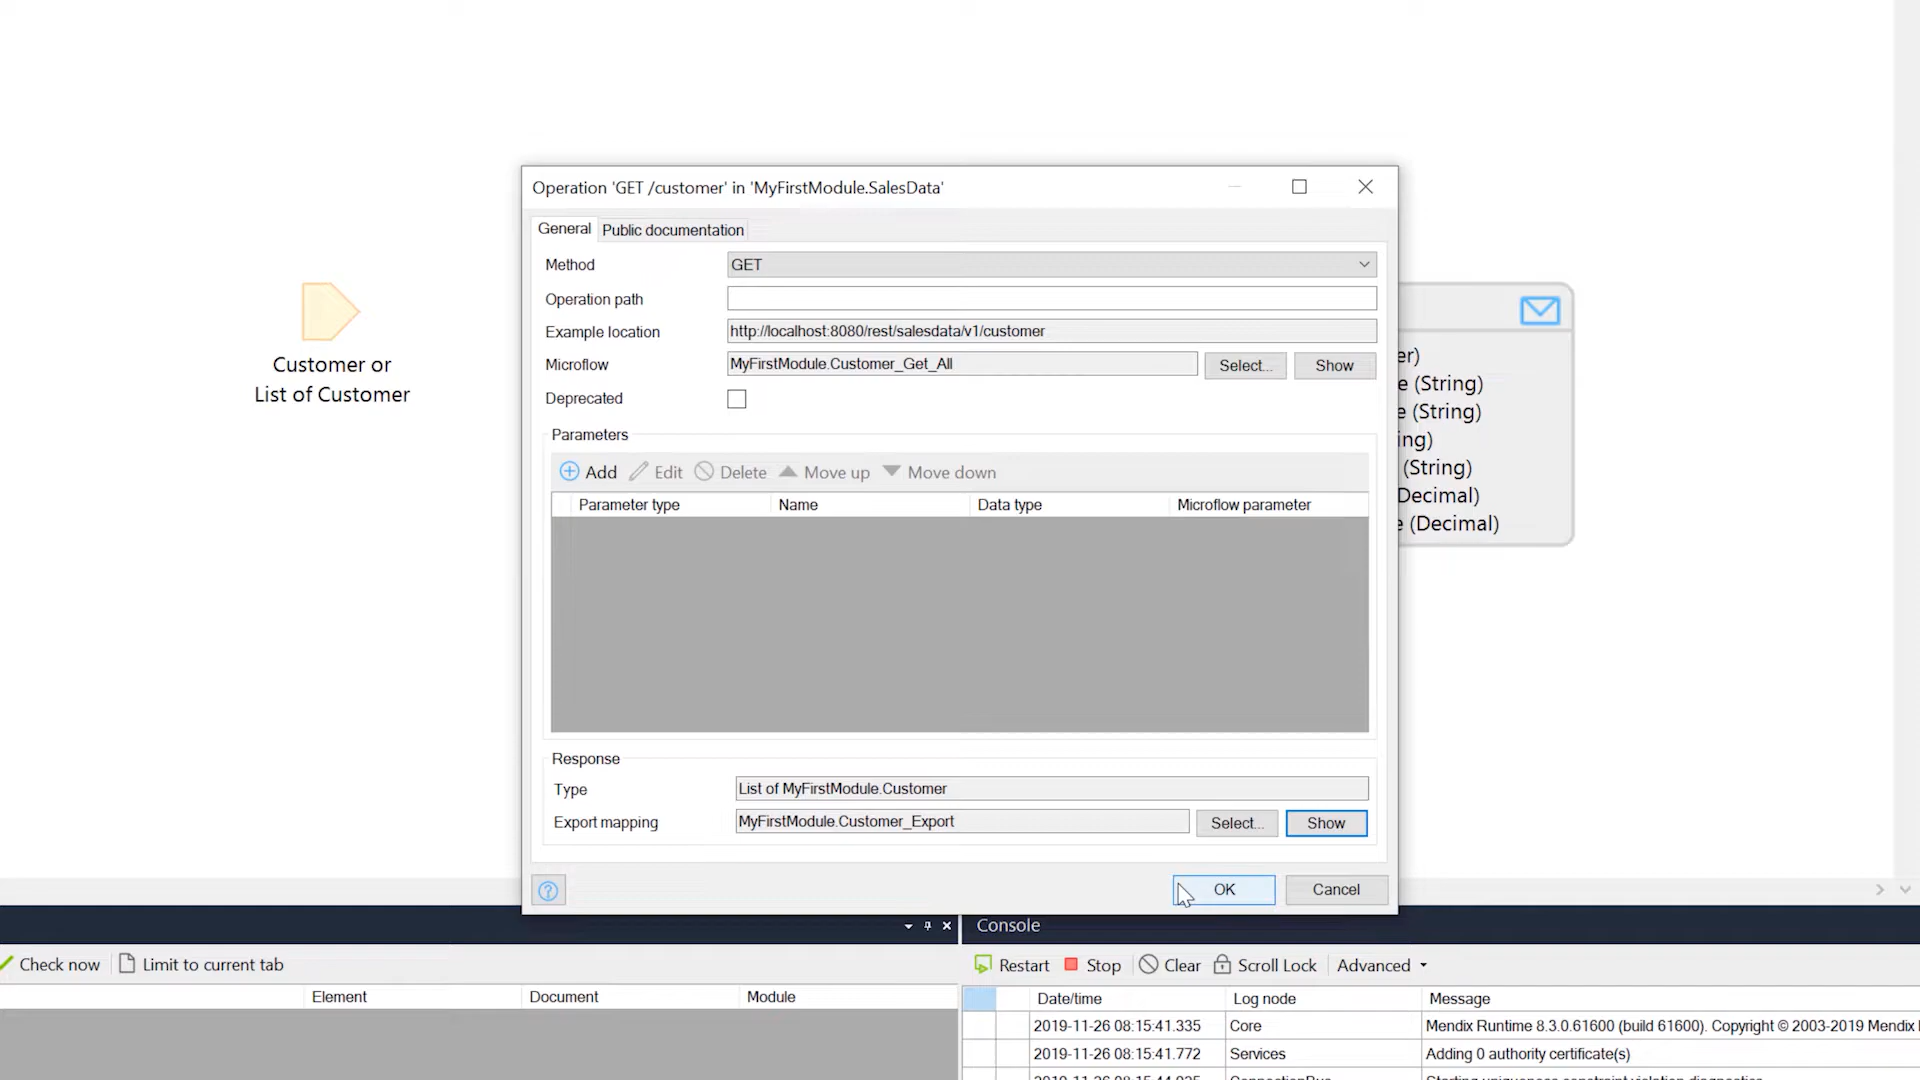 Operation 'GET /customer' in 'MyFirstModule.SalesData'
General
Public documentation
Method
GET
Operation path
Example location
http://localhost:8080/rest/salesdata/v1/customer
Microflow
MyFirstModule.Customer_Get_All
Select...
Show
Deprecated
Parameters
Add
Edit
Delete
Move up
Move down
Parameter type
Name
Data type
Microflow parameter
Response
Type
List of MyFirstModule.Customer
Export mapping
MyFirstModule.Customer_Export
Select...
Show
OK
Cancel
Customer or
List of Customer
er)
e (String)
e (String)
ing)
(String)
Decimal)
e (Decimal)
Check now
Limit to current tab
Element
Document
Module
Console
Restart
Stop
Clear
Scroll Lock
Advanced
Date/time
Log node
Message
2019-11-26 08:15:41.335
Core
Mendix Runtime 8.3.0.61600 (build 61600). Copyright © 2003-2019 Mendix
2019-11-26 08:15:41.772
Services
Adding 0 authority certificate(s)